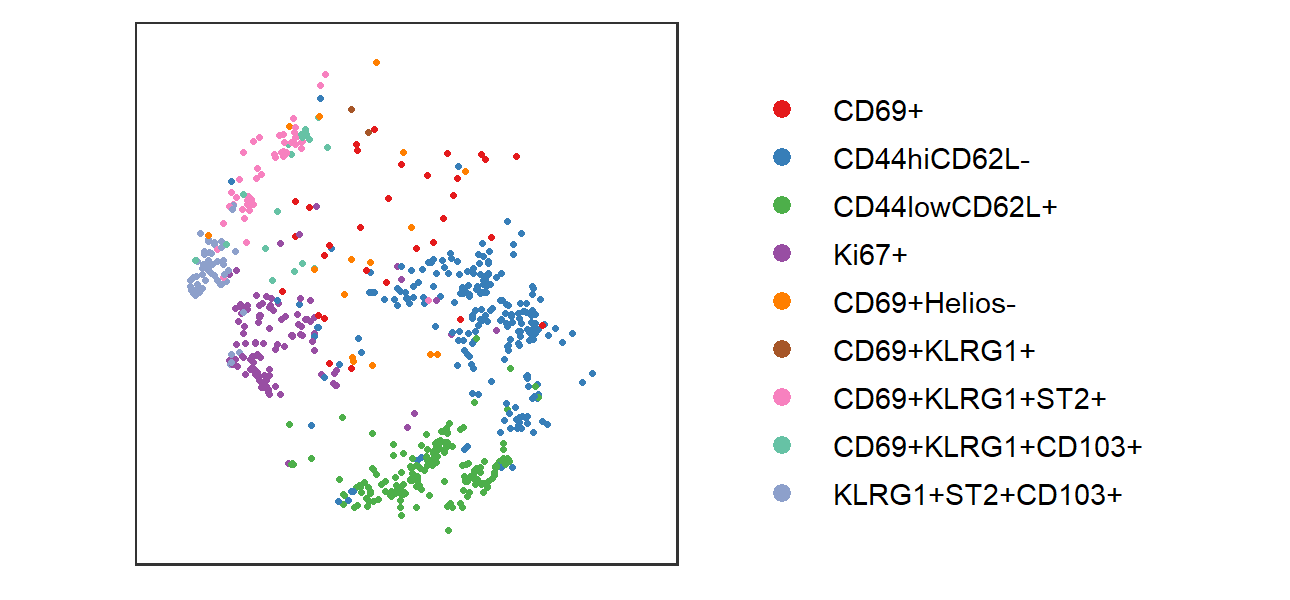 CD69+
CD44hiCD62L-
CD44lowCD62L+
Ki67+
CD69+Helios-
CD69+KLRG1+
CD69+KLRG1+ST2+
CD69+KLRG1+CD103+
KLRG1+ST2+CD103+